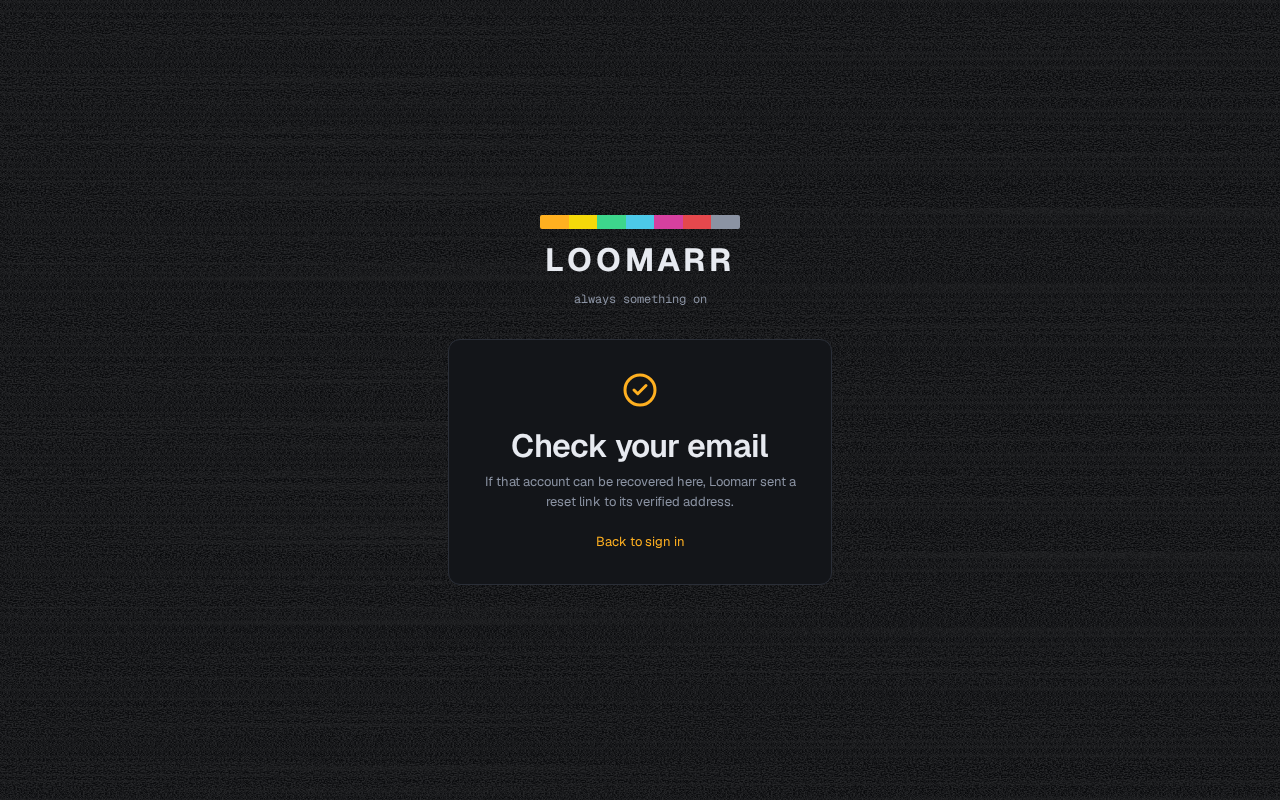 LOOMARR
always something on
Check your email
If that account can be recovered here, Loomarr sent a
reset link to its verified address.
Back to sign in